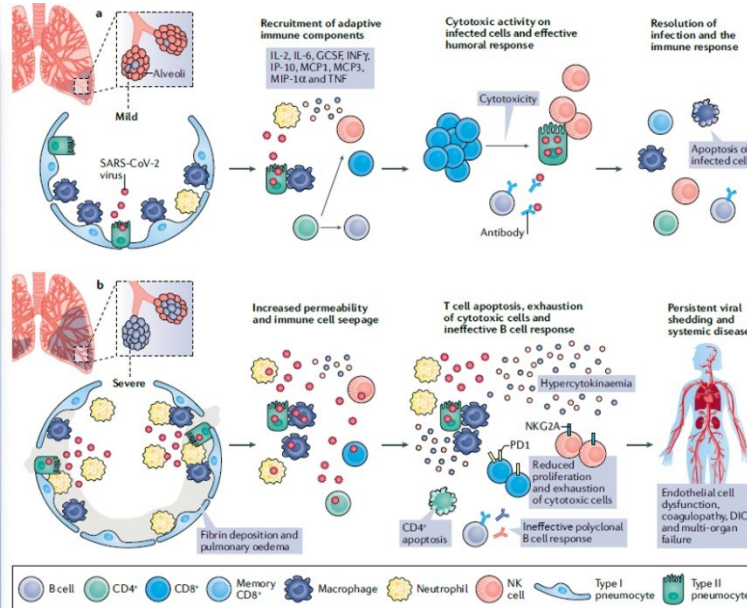 a
Alveoli
Mild
SARS-CoV-2
virus
Recruitment of adaptive
immune components
IL-2, IL-6, GCSF, INFγ,
IP-10, MCP1, MCP3,
MIP-1α and TNF
Cytotoxic activity on
infected cells and effective
humoral response
Cytotoxicity
Antibody
Resolution of
infection and the
immune response
Apoptosis of
infected cell
b
Severe
Fibrin deposition and
pulmonary oedema
Increased permeability
and immune cell seepage
T cell apoptosis, exhaustion
of cytotoxic cells and
ineffective B cell response
Hypercytokinaemia
NKG2A
PD1
Reduced
proliferation
and exhaustion
of cytotoxic cells
CD4⁺
apoptosis
Ineffective polyclonal
B cell response
Persistent viral
shedding and
systemic disease
Endothelial cell
dysfunction,
coagulopathy, DIC
and multi-organ
failure
B cell
CD4⁺
CD8⁺
Memory
CD8⁺
Macrophage
Neutrophil
NK
cell
Type I
pneumocyte
Type II
pneumocyte